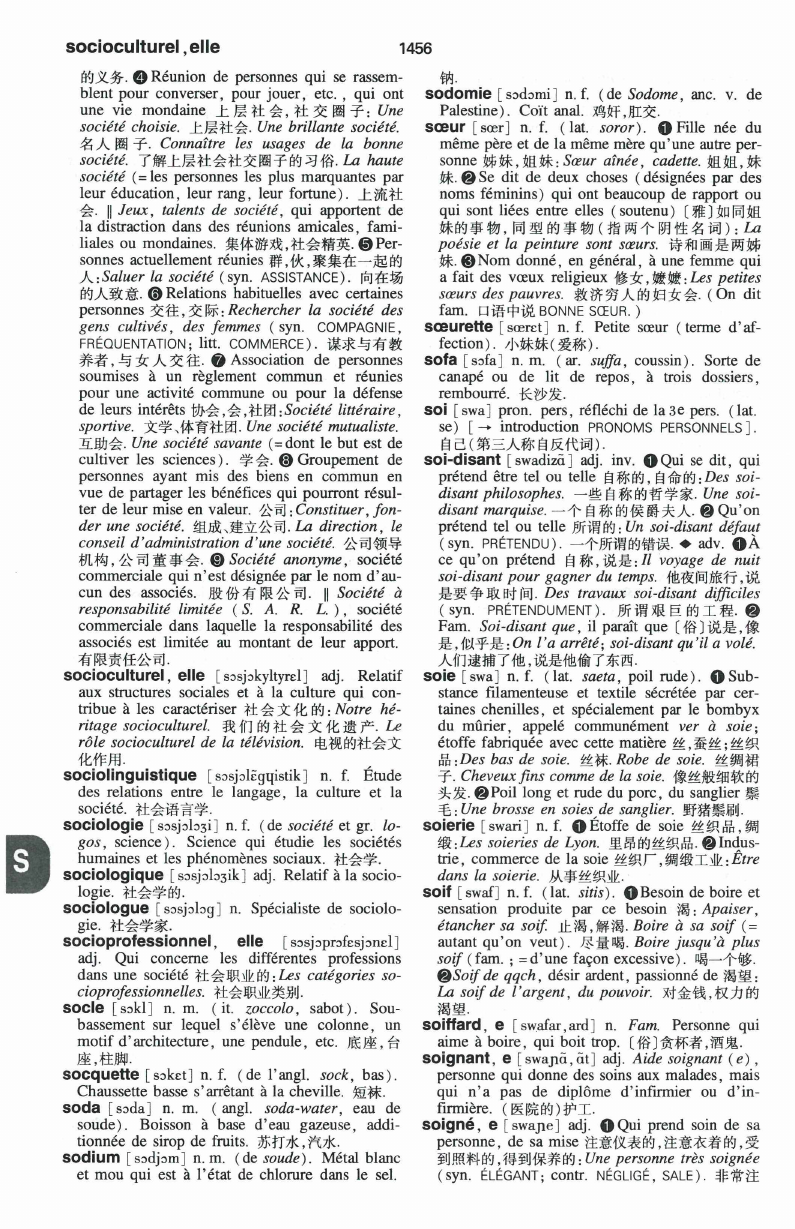 socioculturel, elle
1456
的义务. ❹ Réunion de personnes qui se rassem-
blent pour converser, pour jouer, etc., qui ont
une vie mondaine 上层社会, 社交圈子: Une
société choisie. 上层社会. Une brillante société.
名人圈子. Connaître les usages de la bonne
société. 了解上层社会社交圈子的习俗. La haute
société (= les personnes les plus marquantes par
leur éducation, leur rang, leur fortune). 上流社
会. ‖ Jeux, talents de société, qui apportent de
la distraction dans des réunions amicales, fami-
liales ou mondaines. 集体游戏,社会精英. ❺ Per-
sonnes actuellement réunies 群,伙,聚集在一起的
人: Saluer la société (syn. ASSISTANCE). 向在场
的人致意. ❻ Relations habituelles avec certaines
personnes 交往,交际: Rechercher la société des
gens cultivés, des femmes (syn. COMPAGNIE,
FRÉQUENTATION; litt. COMMERCE). 谋求与有教
养者,与女人交往. ❼ Association de personnes
soumises à un règlement commun et réunies
pour une activité commune ou pour la défense
de leurs intérêts 协会,会,社团: Société littéraire,
sportive. 文学、体育社团. Une société mutualiste.
互助会. Une société savante (= dont le but est de
cultiver les sciences). 学会. ❽ Groupement de
personnes ayant mis des biens en commun en
vue de partager les bénéfices qui pourront résul-
ter de leur mise en valeur. 公司: Constituer, fon-
der une société. 组成、建立公司. La direction, le
conseil d'administration d'une société. 公司领导
机构, 公司董事会. ❾ Société anonyme, société
commerciale qui n'est désignée par le nom d'au-
cun des associés. 股份有限公司. ‖ Société à
responsabilité limitée (S. A. R. L.), société
commerciale dans laquelle la responsabilité des
associés est limitée au montant de leur apport.
有限责任公司.
socioculturel, elle [sɔsjɔkyltyrɛl] adj. Relatif
aux structures sociales et à la culture qui con-
tribue à les caractériser 社会文化的: Notre hé-
ritage socioculturel. 我们的社会文化遗产. Le
rôle socioculturel de la télévision. 电视的社会文
化作用.
sociolinguistique [sɔsjɔlɛ̃gɥistik] n. f. Étude
des relations entre le langage, la culture et la
société. 社会语言学.
sociologie [sɔsjɔlɔʒi] n. f. (de société et gr. lo-
gos, science). Science qui étudie les sociétés
humaines et les phénomènes sociaux. 社会学.
sociologique [sɔsjɔlɔʒik] adj. Relatif à la socio-
logie. 社会学的.
sociologue [sɔsjɔlɔg] n. Spécialiste de sociolo-
gie. 社会学家.
socioprofessionnel, elle [sɔsjɔprɔfɛsjɔnɛl]
adj. Qui concerne les différentes professions
dans une société 社会职业的: Les catégories so-
cioprofessionnelles. 社会职业类别.
socle [sɔkl] n. m. (it. zoccolo, sabot). Sou-
bassement sur lequel s'élève une colonne, un
motif d'architecture, une pendule, etc. 底座,台
座,柱脚.
socquette [sɔkɛt] n. f. (de l'angl. sock, bas).
Chaussette basse s'arrêtant à la cheville. 短袜.
soda [sɔda] n. m. (angl. soda-water, eau de
soude). Boisson à base d'eau gazeuse, addi-
tionnée de sirop de fruits. 苏打水,汽水.
sodium [sɔdjɔm] n. m. (de soude). Métal blanc
et mou qui est à l'état de chlorure dans le sel.
S
钠.
sodomie [sɔdɔmi] n. f. (de Sodome, anc. v. de
Palestine). Coït anal. 鸡奸,肛交.
sœur [sœr] n. f. (lat. soror). ❶ Fille née du
même père et de la même mère qu'une autre per-
sonne 姊妹,姐妹: Sœur aînée, cadette. 姐姐,妹
妹. ❷ Se dit de deux choses (désignées par des
noms féminins) qui ont beaucoup de rapport ou
qui sont liées entre elles (soutenu) 〔雅〕如同姐
妹的事物, 同型的事物 (指两个阴性名词): La
poésie et la peinture sont sœurs. 诗和画是两姊
妹. ❸ Nom donné, en général, à une femme qui
a fait des vœux religieux 修女,嬷嬷: Les petites
sœurs des pauvres. 救济穷人的妇女会. (On dit
fam. 口语中说 BONNE SŒUR.)
sœurette [sœrɛt] n. f. Petite sœur (terme d'af-
fection). 小妹妹(爱称).
sofa [sɔfa] n. m. (ar. suffa, coussin). Sorte de
canapé ou de lit de repos, à trois dossiers,
rembourré. 长沙发.
soi [swa] pron. pers, réfléchi de la 3e pers. (lat.
se) [→ introduction PRONOMS PERSONNELS].
自己(第三人称自反代词).
soi-disant [swadizɑ̃] adj. inv. ❶ Qui se dit, qui
prétend être tel ou telle 自称的,自命的: Des soi-
disant philosophes. 一些自称的哲学家. Une soi-
disant marquise. 一个自称的侯爵夫人. ❷ Qu'on
prétend tel ou telle 所谓的: Un soi-disant défaut
(syn. PRÉTENDU). 一个所谓的错误. ◆ adv. ❶ À
ce qu'on prétend 自称,说是: Il voyage de nuit
soi-disant pour gagner du temps. 他夜间旅行,说
是要争取时间. Des travaux soi-disant difficiles
(syn. PRÉTENDUMENT). 所谓艰巨的工程. ❷
Fam. Soi-disant que, il paraît que 〔俗〕说是,像
是,似乎是: On l'a arrêté; soi-disant qu'il a volé.
人们逮捕了他,说是他偷了东西.
soie [swa] n. f. (lat. saeta, poil rude). ❶ Sub-
stance filamenteuse et textile sécrétée par cer-
taines chenilles, et spécialement par le bombyx
du mûrier, appelé communément ver à soie;
étoffe fabriquée avec cette matière 丝,蚕丝;丝织
品: Des bas de soie. 丝袜. Robe de soie. 丝绸裙
子. Cheveux fins comme de la soie. 像丝般细软的
头发. ❷ Poil long et rude du porc, du sanglier 鬃
毛: Une brosse en soies de sanglier. 野猪鬃刷.
soierie [swari] n. f. ❶ Étoffe de soie 丝织品,绸
缎: Les soieries de Lyon. 里昂的丝织品. ❷ Indus-
trie, commerce de la soie 丝织厂,绸缎工业: Être
dans la soierie. 从事丝织业.
soif [swaf] n. f. (lat. sitis). ❶ Besoin de boire et
sensation produite par ce besoin 渴: Apaiser,
étancher sa soif. 止渴,解渴. Boire à sa soif (=
autant qu'on veut). 尽量喝. Boire jusqu'à plus
soif (fam.; = d'une façon excessive). 喝一个够.
❷ Soif de qqch, désir ardent, passionné de 渴望:
La soif de l'argent, du pouvoir. 对金钱,权力的
渴望.
soiffard, e [swafar,ard] n. Fam. Personne qui
aime à boire, qui boit trop. 〔俗〕贪杯者,酒鬼.
soignant, e [swaɲɑ̃,ɑ̃t] adj. Aide soignant (e),
personne qui donne des soins aux malades, mais
qui n'a pas de diplôme d'infirmier ou d'in-
firmière. (医院的)护工.
soigné, e [swaɲe] adj. ❶ Qui prend soin de sa
personne, de sa mise 注意仪表的,注意衣着的,受
到照料的,得到保养的: Une personne très soignée
(syn. ÉLÉGANT; contr. NÉGLIGÉ, SALE). 非常注